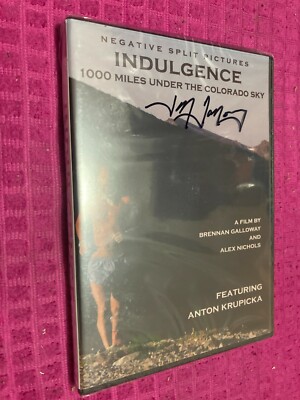 NEGATIVE SPLIT PICTURES
INDULGENCE
1000 MILES UNDER THE COLORADO SKY
A FILM BY
BRENNAN GALLOWAY
AND
ALEX NICHOLS
FEATURING
ANTON KRUPICKA